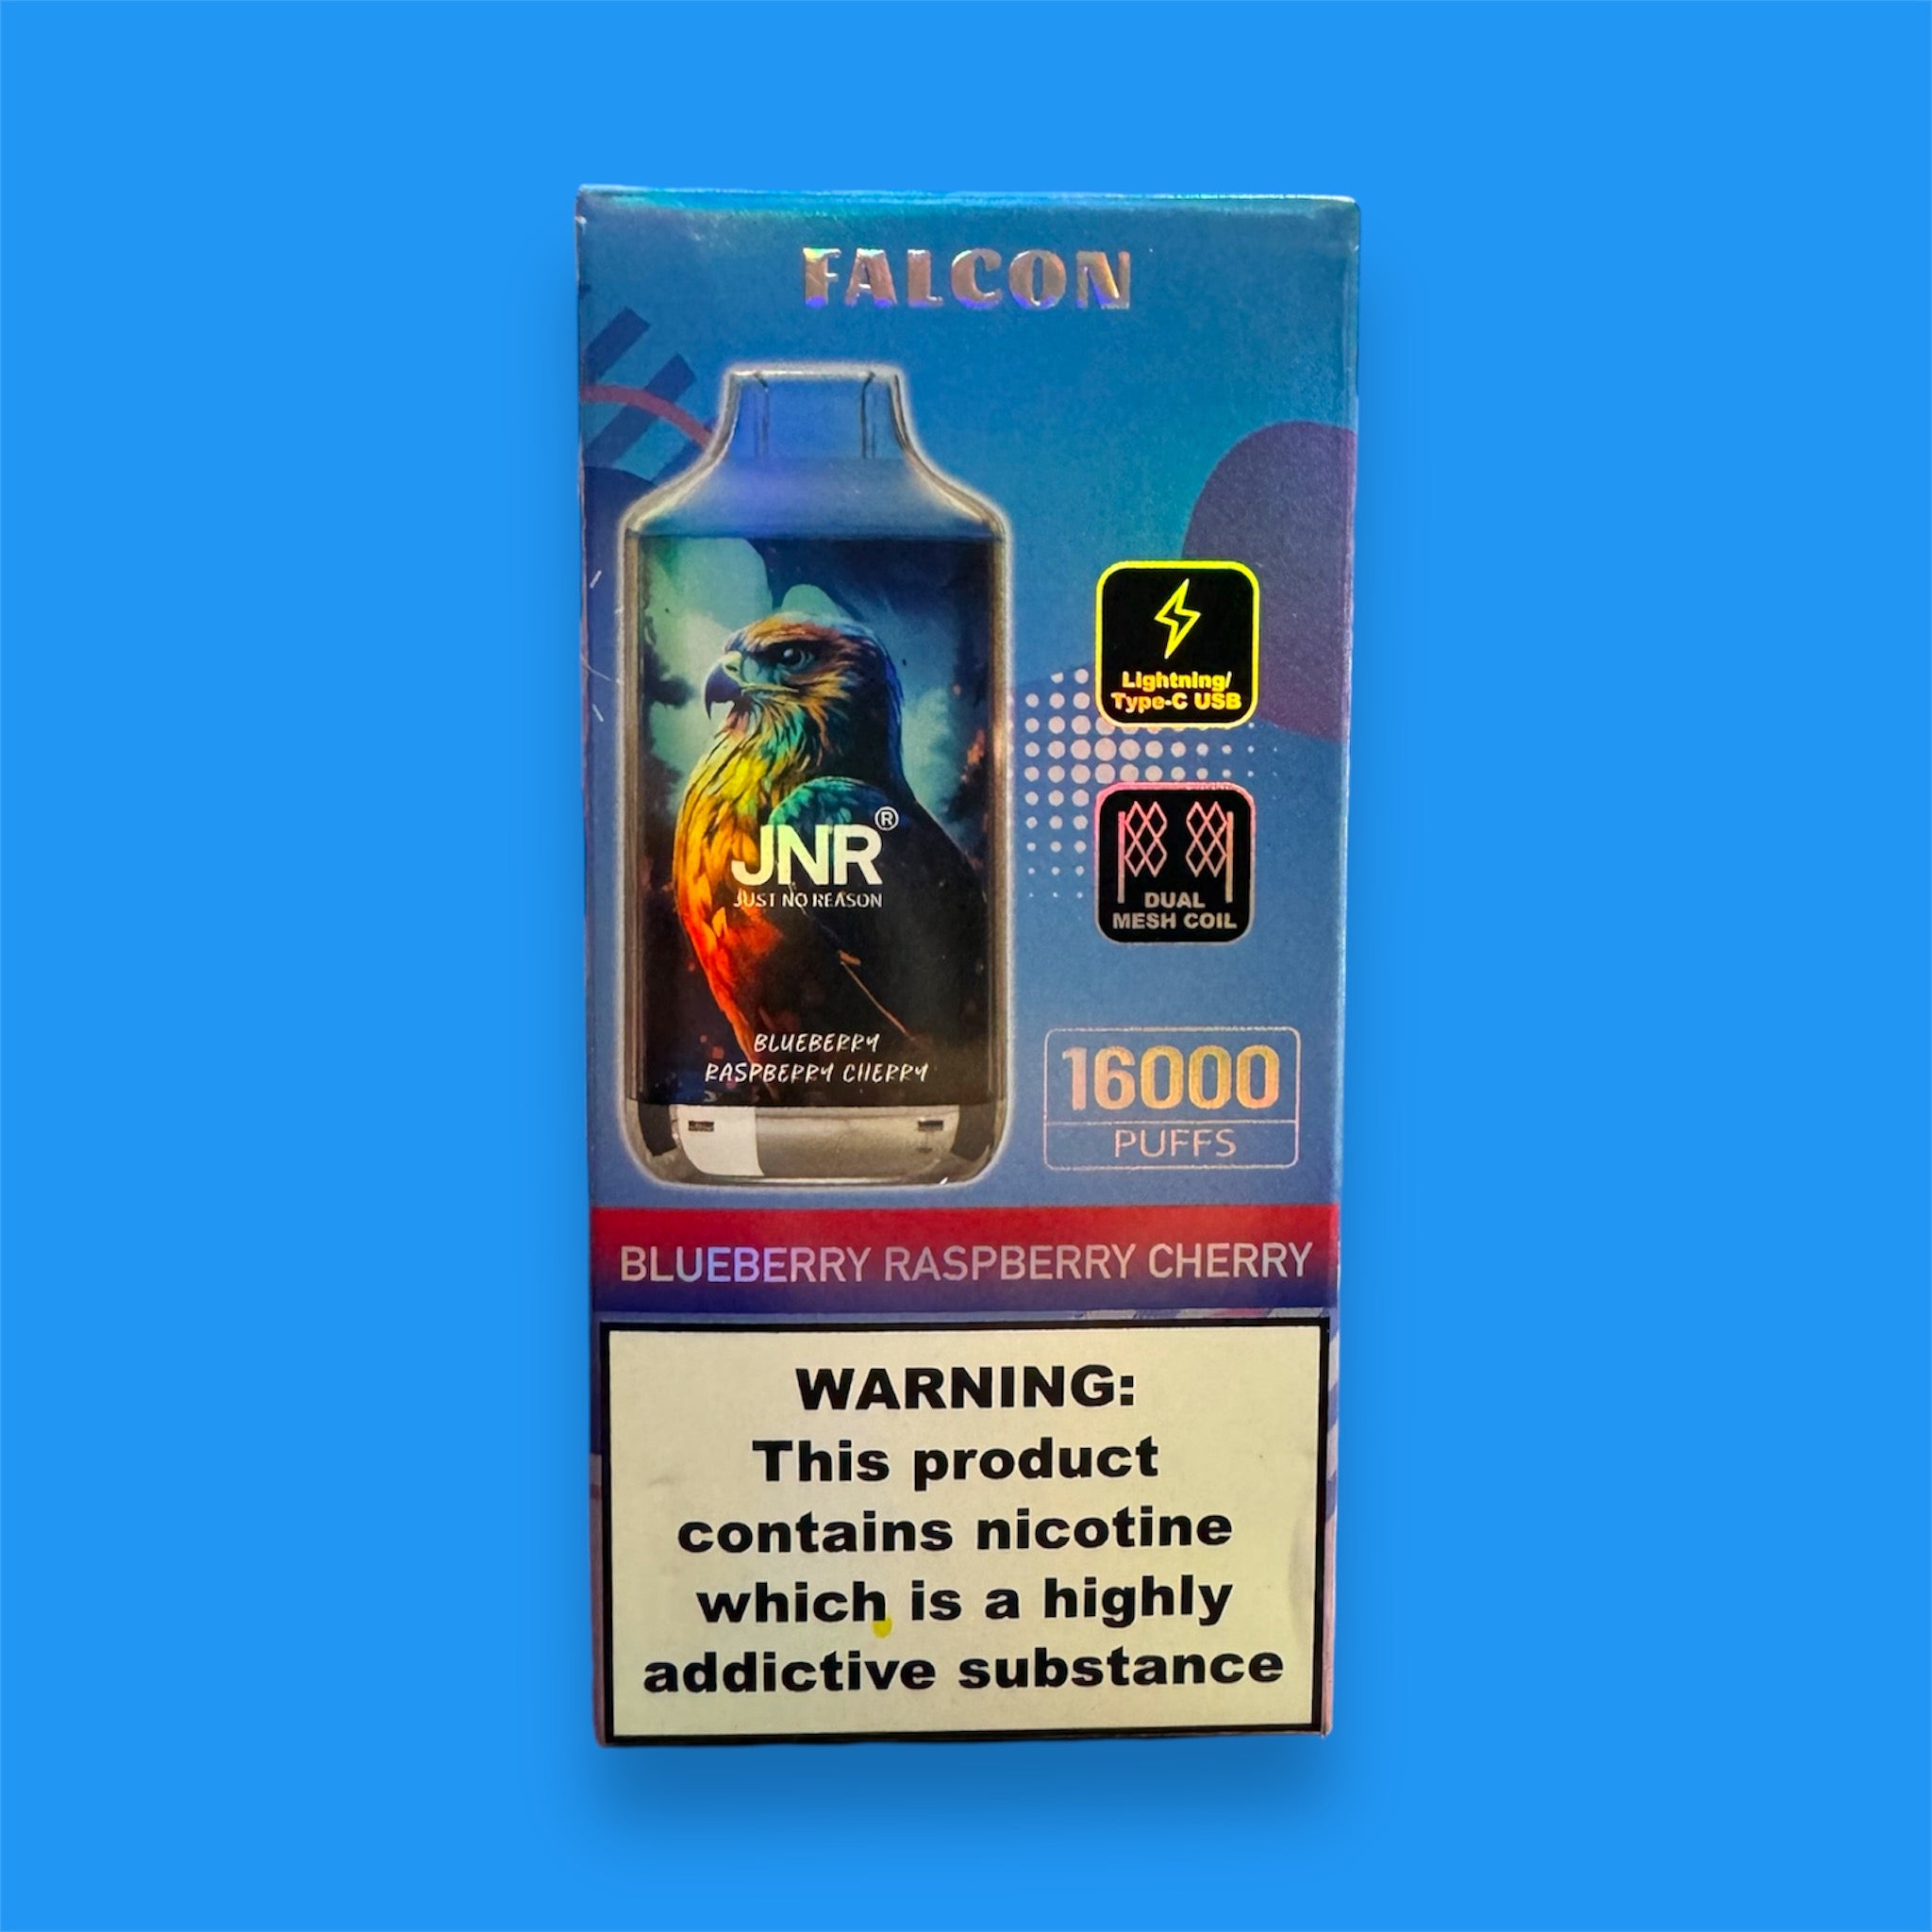 FALCON
Lightning/
Type-C USB
JNR®
JUST NO REASON
DUAL
MESH COIL
BLUEBERRY
RASPBERRY CHERRY
16000
PUFFS
BLUEBERRY RASPBERRY CHERRY
WARNING:
This product
contains nicotine
which is a highly
addictive substance